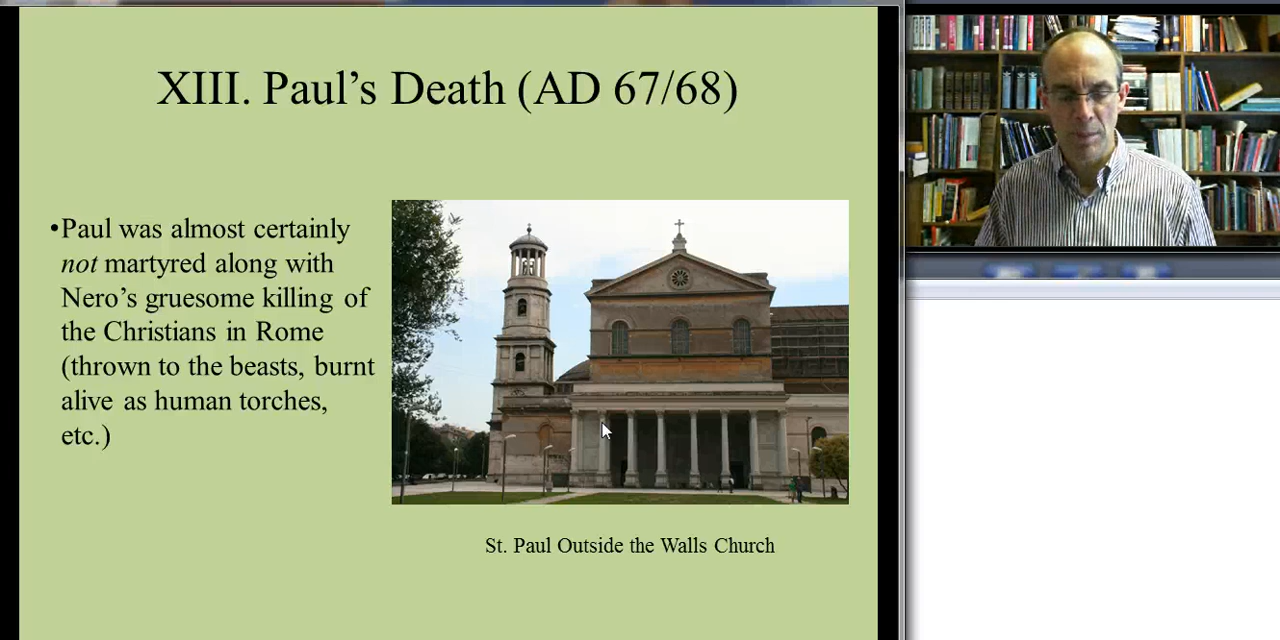 XIII. Paul’s Death (AD 67/68)
•Paul was almost certainly
not martyred along with
Nero’s gruesome killing of
the Christians in Rome
(thrown to the beasts, burnt
alive as human torches,
etc.)
St. Paul Outside the Walls Church